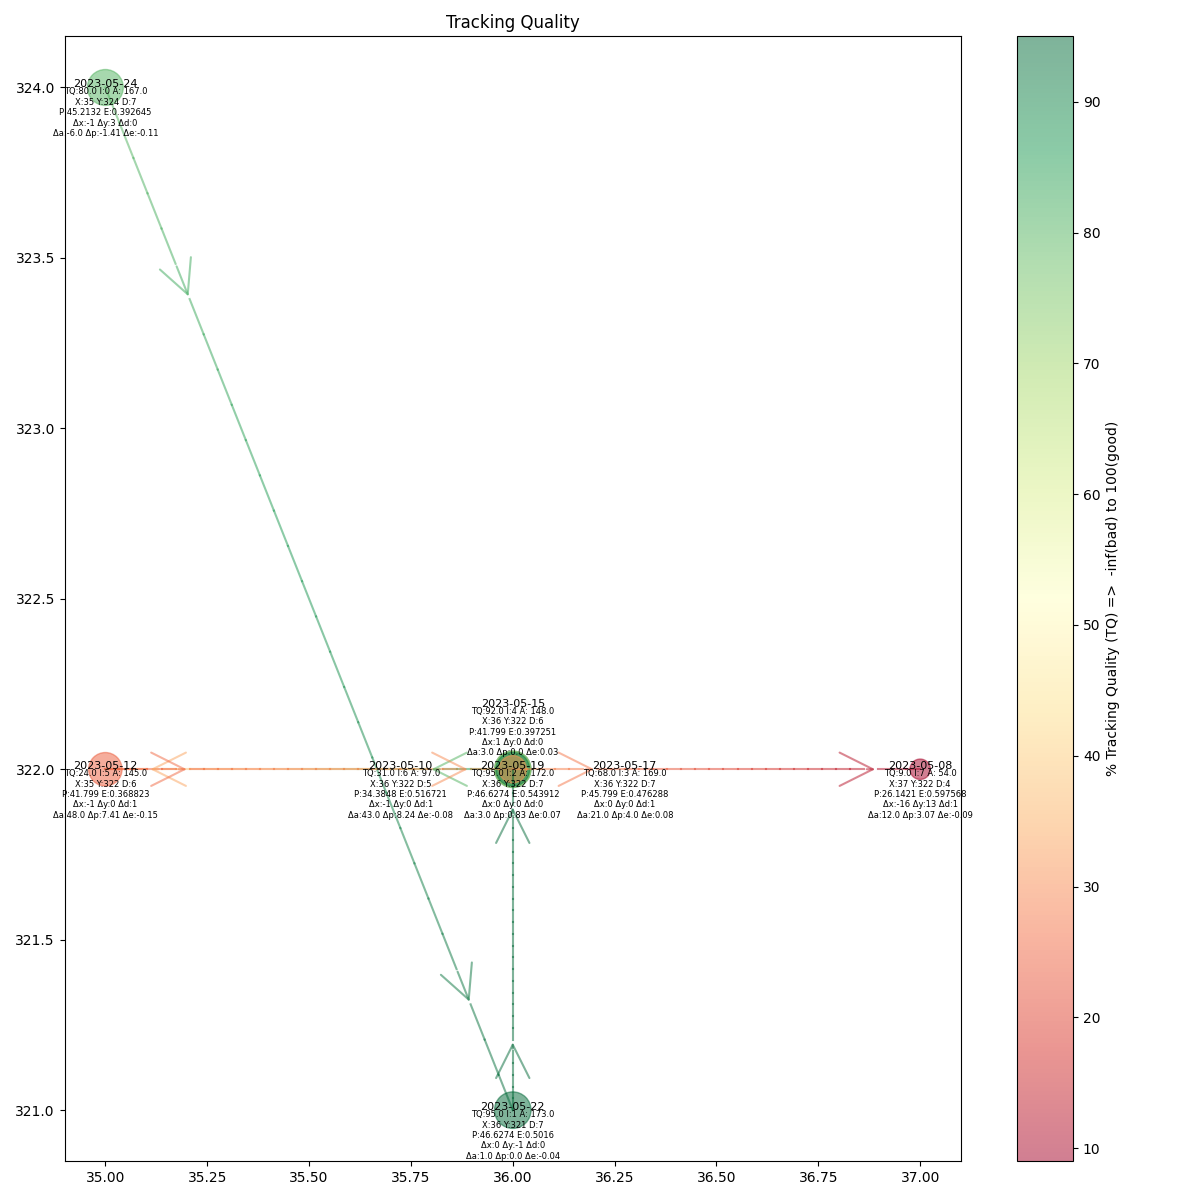 Tracking Quality
324.0
323.5
323.0
322.5
322.0
321.5
321.0
2023-05-24
TQ:80.0 I:0 A: 167.0
X:35 Y:324 D:7
P:45.2132 E:0.392645
Δx:-1 Δy:3 Δd:0
Δa:-6.0 Δp:-1.41 Δe:-0.11
2023-05-15
TQ:92.0 I:4 A: 148.0
X:36 Y:322 D:6
P:41.799 E:0.397251
Δx:1 Δy:0 Δd:0
Δa:3.0 Δp:0.0 Δe:0.03
2023-05-12
TQ:24.0 I:5 A: 145.0
X:35 Y:322 D:6
P:41.799 E:0.368823
Δx:-1 Δy:0 Δd:1
Δa:48.0 Δp:7.41 Δe:-0.15
2023-05-10
TQ:31.0 I:6 A: 97.0
X:36 Y:322 D:5
P:34.3848 E:0.516721
Δx:-1 Δy:0 Δd:1
Δa:43.0 Δp:8.24 Δe:-0.08
2023-05-19
TQ:95.0 I:2 A: 172.0
X:36 Y:322 D:7
P:46.6274 E:0.543912
Δx:0 Δy:0 Δd:0
Δa:3.0 Δp:0.83 Δe:0.07
2023-05-17
TQ:68.0 I:3 A: 169.0
X:36 Y:322 D:7
P:45.799 E:0.476288
Δx:0 Δy:0 Δd:1
Δa:21.0 Δp:4.0 Δe:0.08
2023-05-08
A: 54.0
X:37 Y:322 D:4
P:26.1421 E:0.597568
Δx:-16 Δy:13 Δd:1
Δa:12.0 Δp:3.07 Δe:-0.09
2023-05-22
TQ:95.0 I:1 A: 173.0
X:36 Y:321 D:7
P:46.6274 E:0.5016
Δx:0 Δy:-1 Δd:0
Δa:1.0 Δp:0.0 Δe:-0.04
35.00 35.25 35.50 35.75 36.00 36.25 36.50 36.75 37.00
90
80
70
60
50
40
30
20
10
% Tracking Quality (TQ) => -inf(bad) to 100(good)